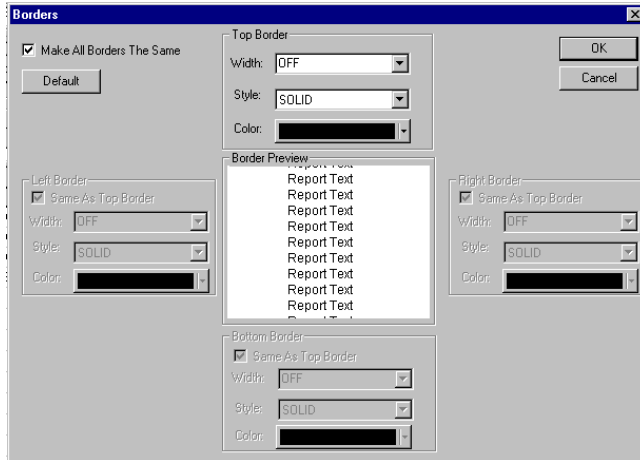 Borders
Make All Borders The Same
Default
Top Border
Width: OFF
Style: SOLID
Color:
OK
Cancel
Left Border
Same As Top Border
Width: OFF
Style: SOLID
Color:
Border Preview
Report Text
Report Text
Report Text
Report Text
Report Text
Report Text
Report Text
Report Text
Report Text
Report Text
Report Text
Right Border
Same As Top Border
Width: OFF
Style: SOLID
Color:
Bottom Border
Same As Top Border
Width: OFF
Style: SOLID
Color: